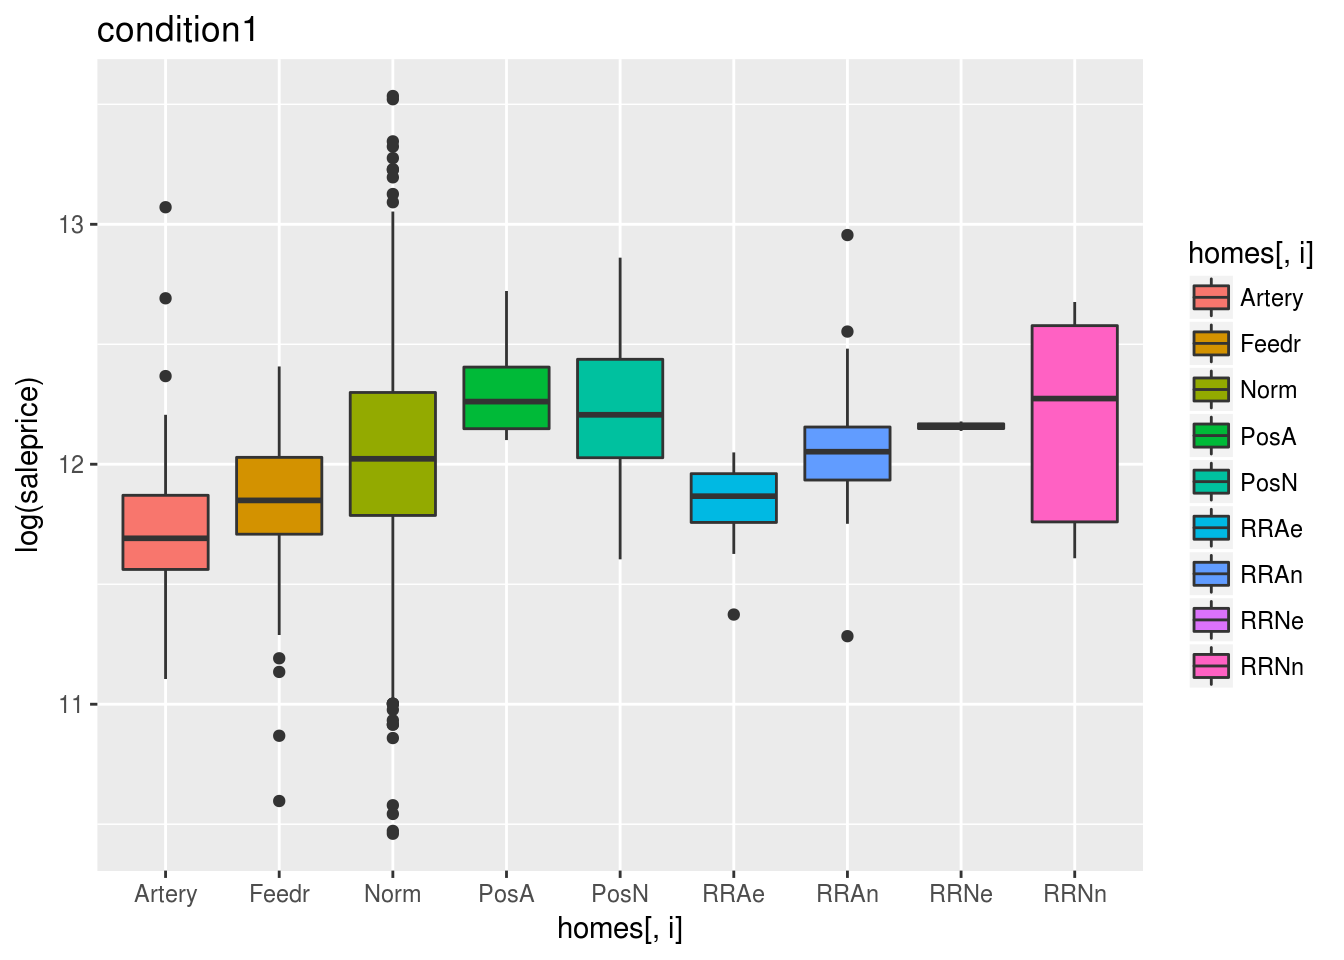 condition1
log(saleprice)
13
12
11
Artery Feedr Norm PosA PosN RRAe RRAn RRNe RRNn
homes[, i]
homes[, i]
Artery
Feedr
Norm
PosA
PosN
RRAe
RRAn
RRNe
RRNn